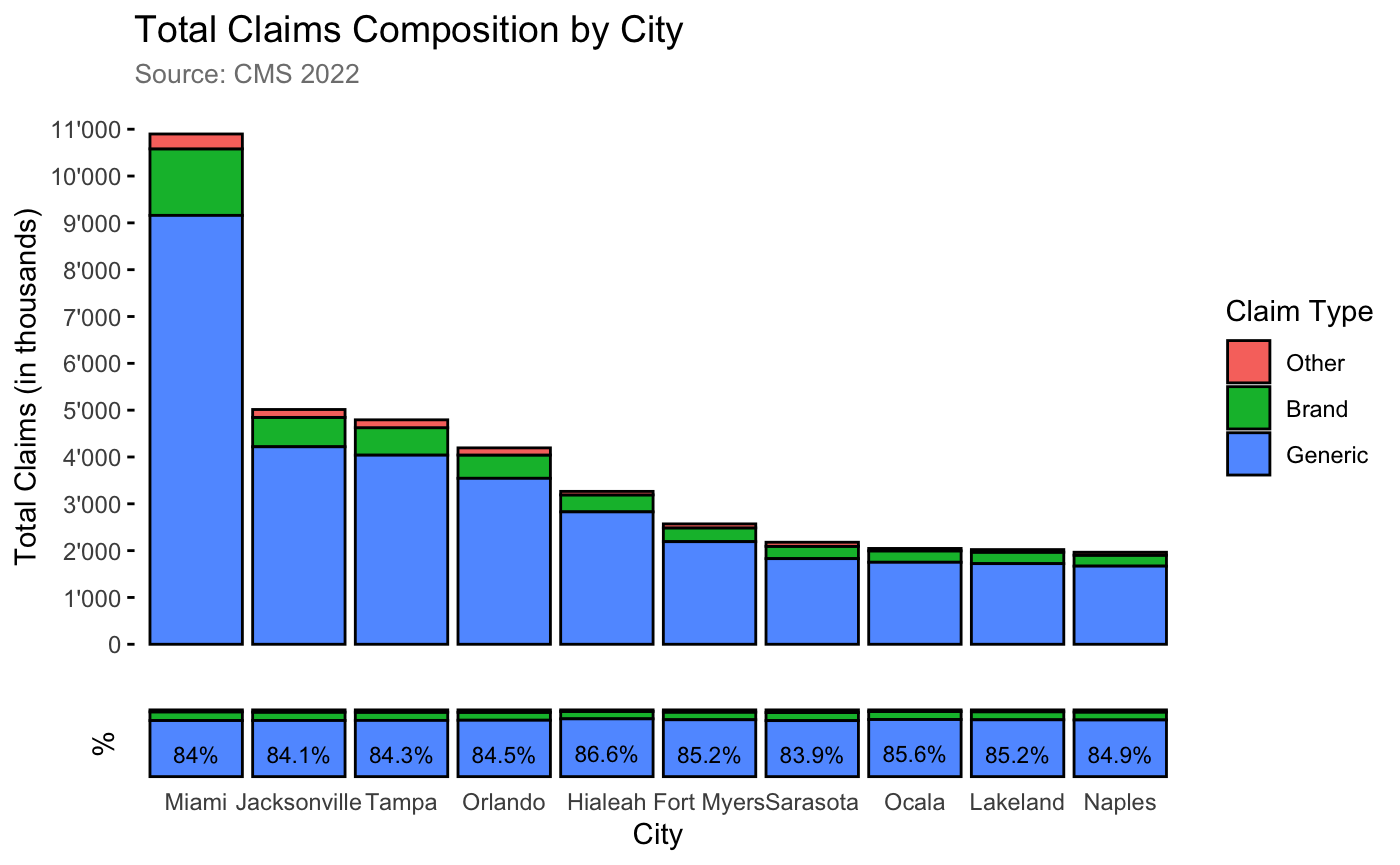 Total Claims Composition by City
Source: CMS 2022
Total Claims (in thousands)
11'000
10'000
9'000
8'000
7'000
6'000
5'000
4'000
3'000
2'000
1'000
0
Claim Type
Other
Brand
Generic
%
84% 84.1% 84.3% 84.5% 86.6% 85.2% 83.9% 85.6% 85.2% 84.9%
Miami Jacksonville Tampa Orlando Hialeah Fort Myers Sarasota Ocala Lakeland Naples
City